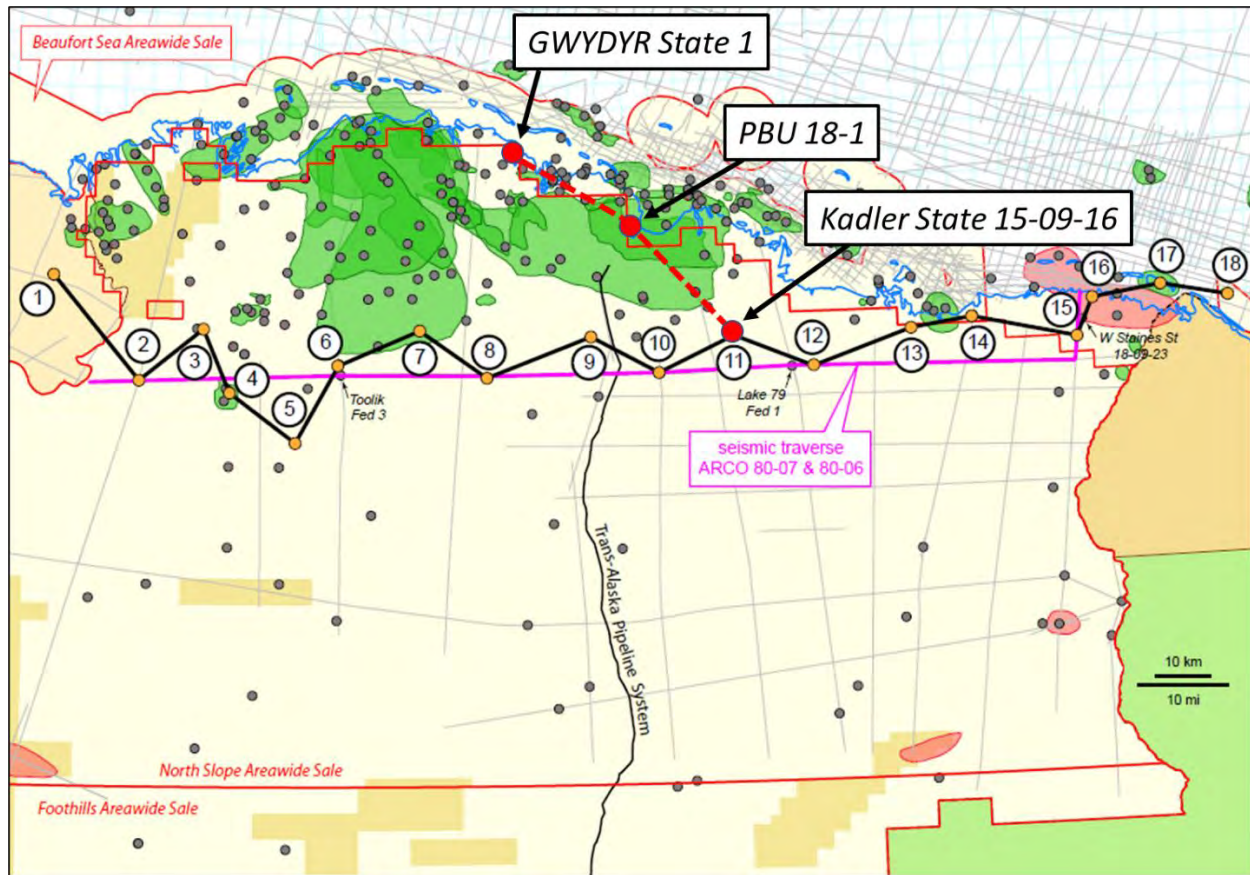 Beaufort Sea Areawide Sale
GWYDYR State 1
PBU 18-1
Kadler State 15-09-16
1
2
3
4
5
6
7
8
9
10
11
12
13
14
15
16
17
18
W Staines St
18-09-23
Toolik
Fed 3
Lake 79
Fed 1
seismic traverse
ARCO 80-07 & 80-06
Trans-Alaska Pipeline System
10 km
10 mi
North Slope Areawide Sale
Foothills Areawide Sale